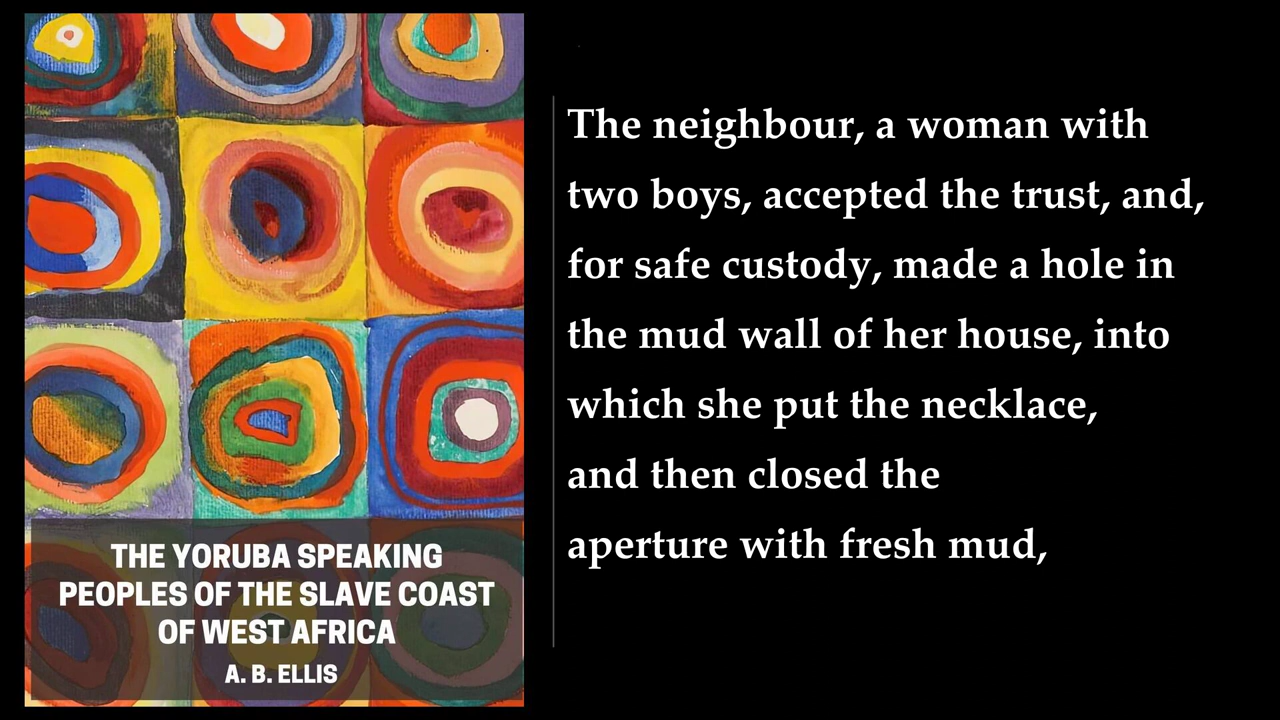 THE YORUBA SPEAKING
PEOPLES OF THE SLAVE COAST
OF WEST AFRICA
A. B. ELLIS
The neighbour, a woman with
two boys, accepted the trust, and,
for safe custody, made a hole in
the mud wall of her house, into
which she put the necklace,
and then closed the
aperture with fresh mud,